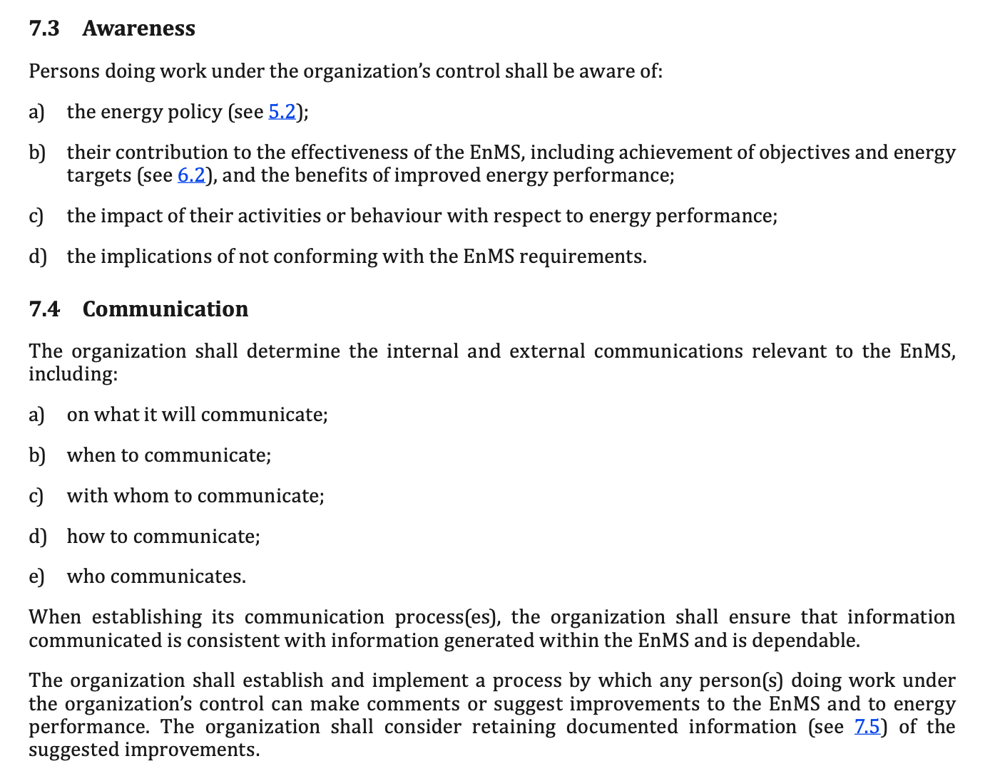 7.3 Awareness
Persons doing work under the organization’s control shall be aware of:
a) the energy policy (see 5.2);
b) their contribution to the effectiveness of the EnMS, including achievement of objectives and energy
targets (see 6.2), and the benefits of improved energy performance;
c) the impact of their activities or behaviour with respect to energy performance;
d) the implications of not conforming with the EnMS requirements.
7.4 Communication
The organization shall determine the internal and external communications relevant to the EnMS,
including:
a) on what it will communicate;
b) when to communicate;
c) with whom to communicate;
d) how to communicate;
e) who communicates.
When establishing its communication process(es), the organization shall ensure that information
communicated is consistent with information generated within the EnMS and is dependable.
The organization shall establish and implement a process by which any person(s) doing work under
the organization’s control can make comments or suggest improvements to the EnMS and to energy
performance. The organization shall consider retaining documented information (see 7.5) of the
suggested improvements.